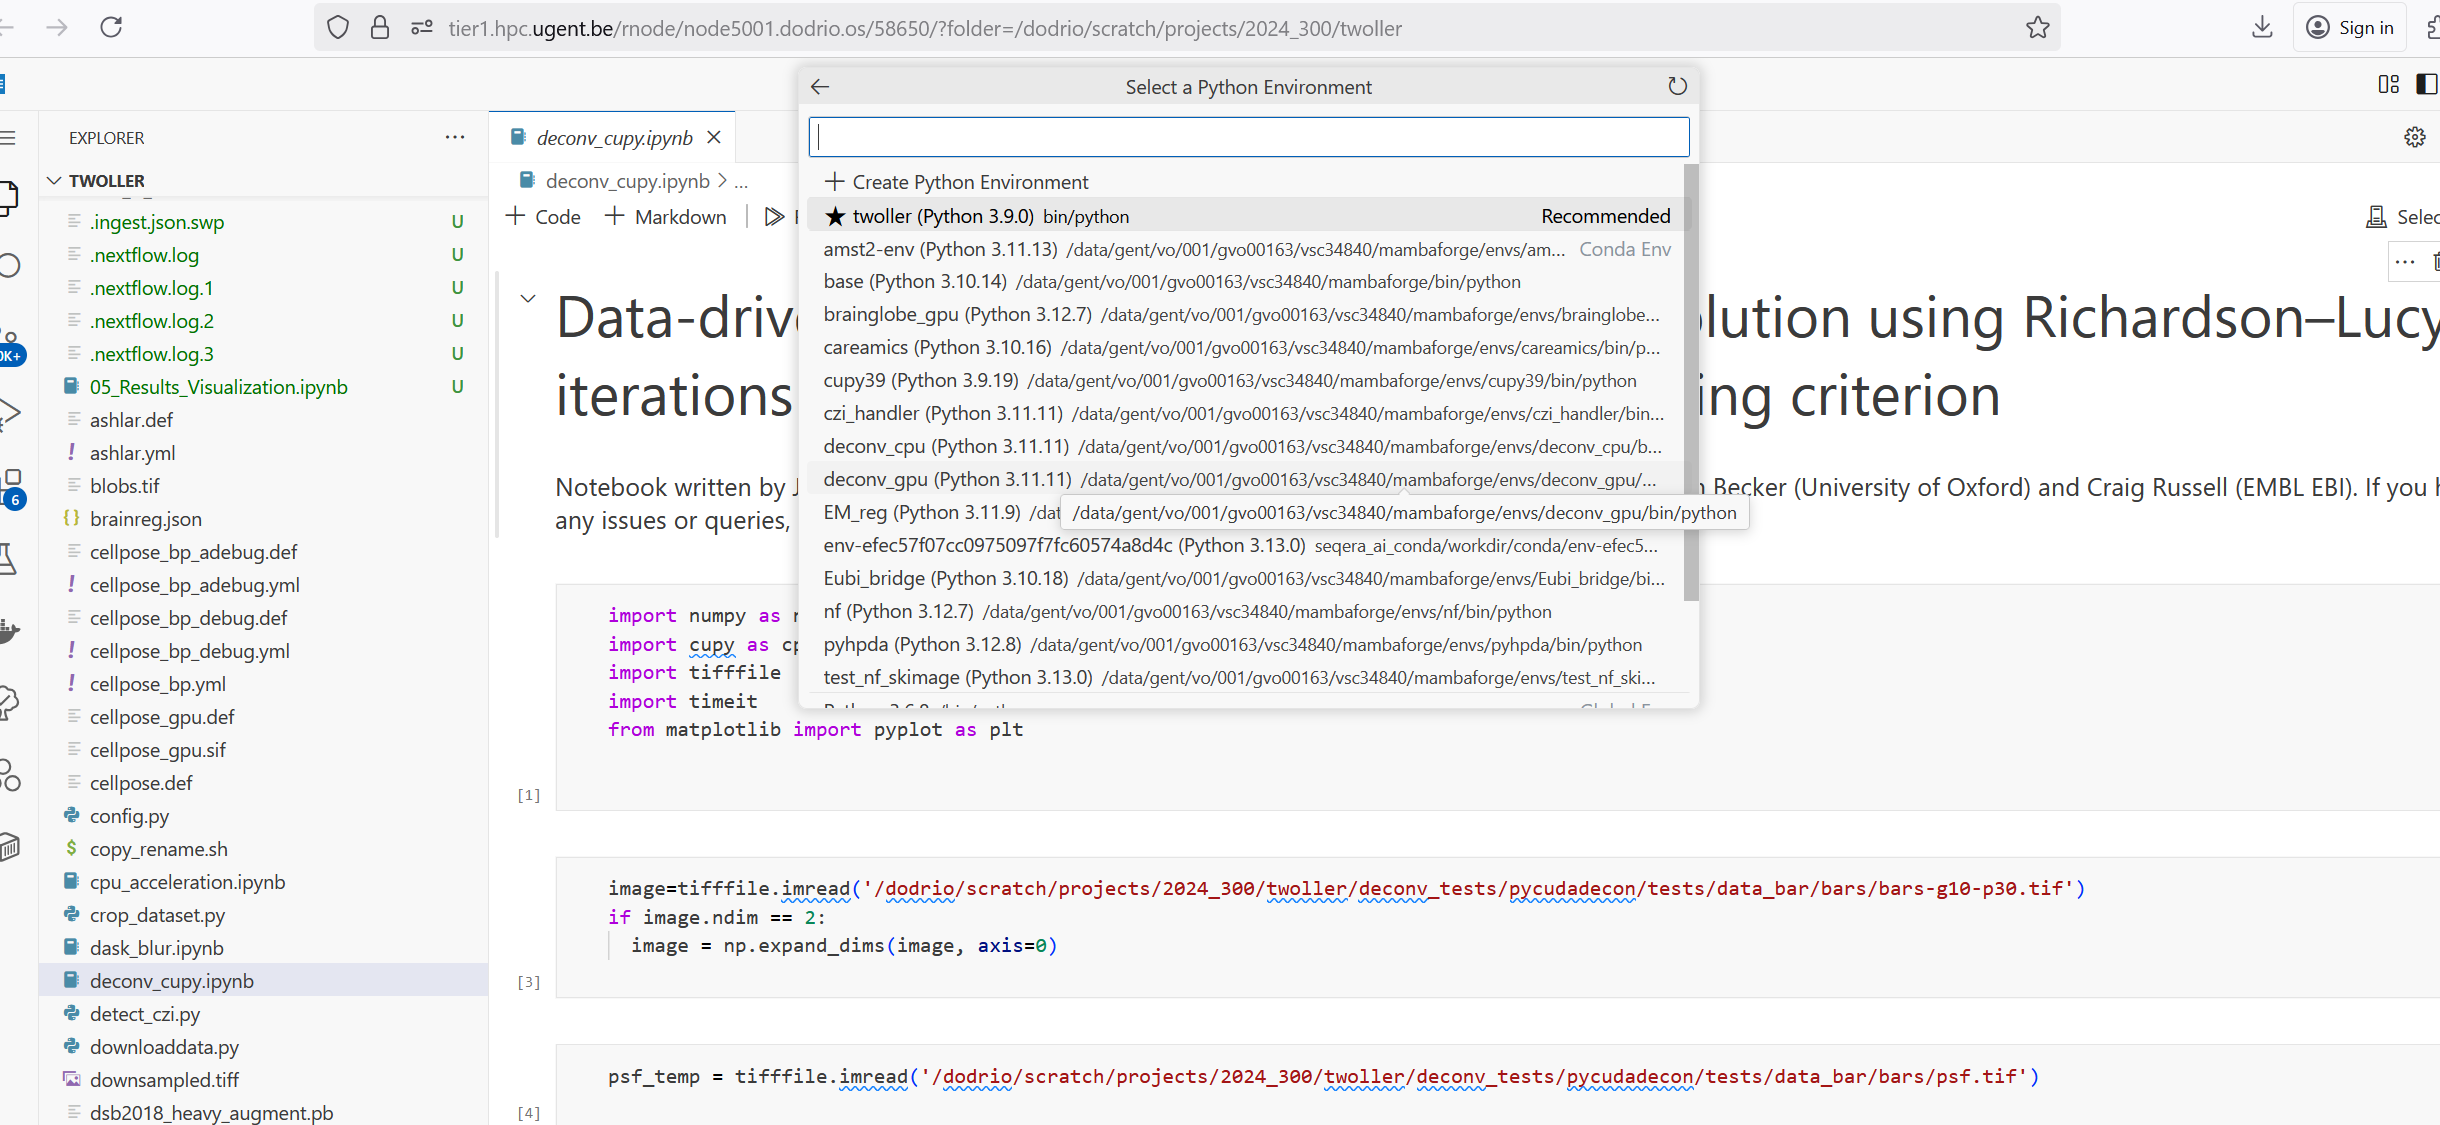 tier1.hpc.ugent.be/rnode/node5001.dodrio.os/58650/?folder=/dodrio/scratch/projects/2024_300/twoller
Sign in
Select a Python Environment
EXPLORER
deconv_cupy.ipynb
TWOLLER
deconv_cupy.ipynb > ...
Create Python Environment
Code
Markdown
twoller (Python 3.9.0) bin/python Recommended
.ingest.json.swp U
.nextflow.log U
.nextflow.log.1 U
.nextflow.log.2 U
.nextflow.log.3 U
05_Results_Visualization.ipynb U
ashlar.def
ashlar.yml
blobs.tif
brainreg.json
cellpose_bp_adebug.def
cellpose_bp_adebug.yml
cellpose_bp_debug.def
cellpose_bp_debug.yml
cellpose_bp.yml
cellpose_gpu.def
cellpose_gpu.sif
cellpose.def
config.py
copy_rename.sh
cpu_acceleration.ipynb
crop_dataset.py
dask_blur.ipynb
deconv_cupy.ipynb
detect_czi.py
downloaddata.py
downsampled.tiff
dsb2018_heavy_augment.pb
0K+
6
amst2-env (Python 3.11.13) /data/gent/vo/001/gvo00163/vsc34840/mambaforge/envs/am... Conda Env
base (Python 3.10.14) /data/gent/vo/001/gvo00163/vsc34840/mambaforge/bin/python
brainglobe_gpu (Python 3.12.7) /data/gent/vo/001/gvo00163/vsc34840/mambaforge/envs/brainglobe...
careamics (Python 3.10.16) /data/gent/vo/001/gvo00163/vsc34840/mambaforge/envs/careamics/bin/p...
cupy39 (Python 3.9.19) /data/gent/vo/001/gvo00163/vsc34840/mambaforge/envs/cupy39/bin/python
czi_handler (Python 3.11.11) /data/gent/vo/001/gvo00163/vsc34840/mambaforge/envs/czi_handler/bin...
deconv_cpu (Python 3.11.11) /data/gent/vo/001/gvo00163/vsc34840/mambaforge/envs/deconv_cpu/b...
deconv_gpu (Python 3.11.11) /data/gent/vo/001/gvo00163/vsc34840/mambaforge/envs/deconv_gpu/...
/data/gent/vo/001/gvo00163/vsc34840/mambaforge/envs/deconv_gpu/bin/python
EM_reg (Python 3.11.9) /dat
env-efec57f07cc0975097f7fc60574a8d4c (Python 3.13.0) seqera_ai_conda/workdir/conda/env-efec5...
Eubi_bridge (Python 3.10.18) /data/gent/vo/001/gvo00163/vsc34840/mambaforge/envs/Eubi_bridge/bi...
nf (Python 3.12.7) /data/gent/vo/001/gvo00163/vsc34840/mambaforge/envs/nf/bin/python
pyhpda (Python 3.12.8) /data/gent/vo/001/gvo00163/vsc34840/mambaforge/envs/pyhpda/bin/python
test_nf_skimage (Python 3.13.0) /data/gent/vo/001/gvo00163/vsc34840/mambaforge/envs/test_nf_ski...
Selec
Data-driv lution using Richardson–Lucy
iterations ing criterion
Notebook written by J Becker (University of Oxford) and Craig Russell (EMBL EBI). If you h
any issues or queries,
import numpy as
import cupy as cp
import tifffile
import timeit
from matplotlib import pyplot as plt
[1]
image=tifffile.imread('/dodrio/scratch/projects/2024_300/twoller/deconv_tests/pycudadecon/tests/data_bar/bars/bars-g10-p30.tif')
if image.ndim == 2:
image = np.expand_dims(image, axis=0)
[3]
psf_temp = tifffile.imread('/dodrio/scratch/projects/2024_300/twoller/deconv_tests/pycudadecon/tests/data_bar/bars/psf.tif')
[4]